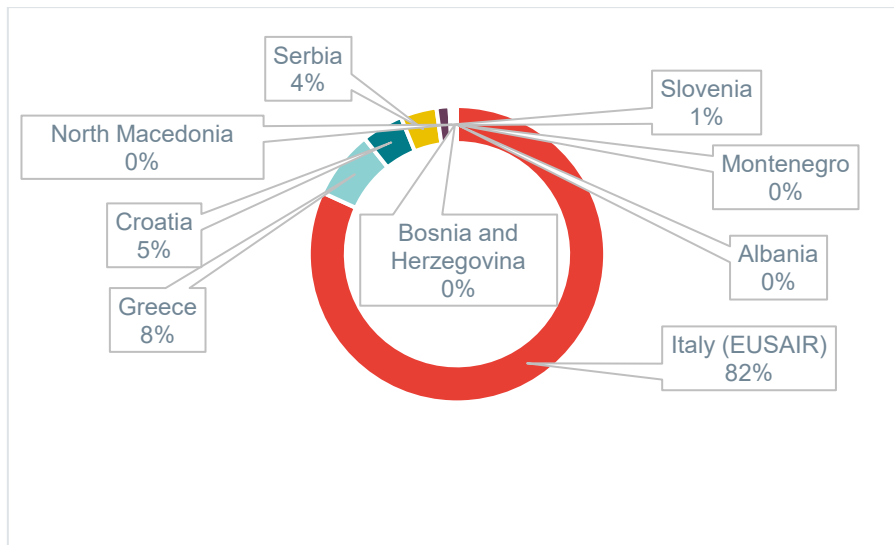 Serbia
4%
Slovenia
1%
North Macedonia
0%
Montenegro
0%
Croatia
5%
Bosnia and
Herzegovina
0%
Albania
0%
Greece
8%
Italy (EUSAIR)
82%